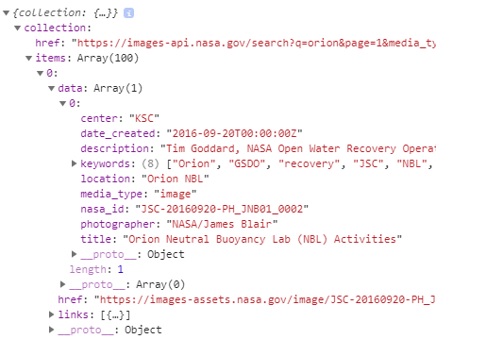 {collection: {…}} i
collection:
href: "https://images-api.nasa.gov/search?q=orion&page=1&media_ty
items: Array(100)
0:
data: Array(1)
0:
center: "KSC"
date_created: "2016-09-20T00:00:00Z"
description: "Tim Goddard, NASA Open Water Recovery Opera
keywords: (8) ["Orion", "GSDO", "recovery", "JSC", "NBL",
location: "Orion NBL"
media_type: "image"
nasa_id: "JSC-20160920-PH_JNB01_0002"
photographer: "NASA/James Blair"
title: "Orion Neutral Buoyancy Lab (NBL) Activities"
__proto__: Object
length: 1
__proto__: Array(0)
href: "https://images-assets.nasa.gov/image/JSC-20160920-PH_J
links: [{…}]
__proto__: Object